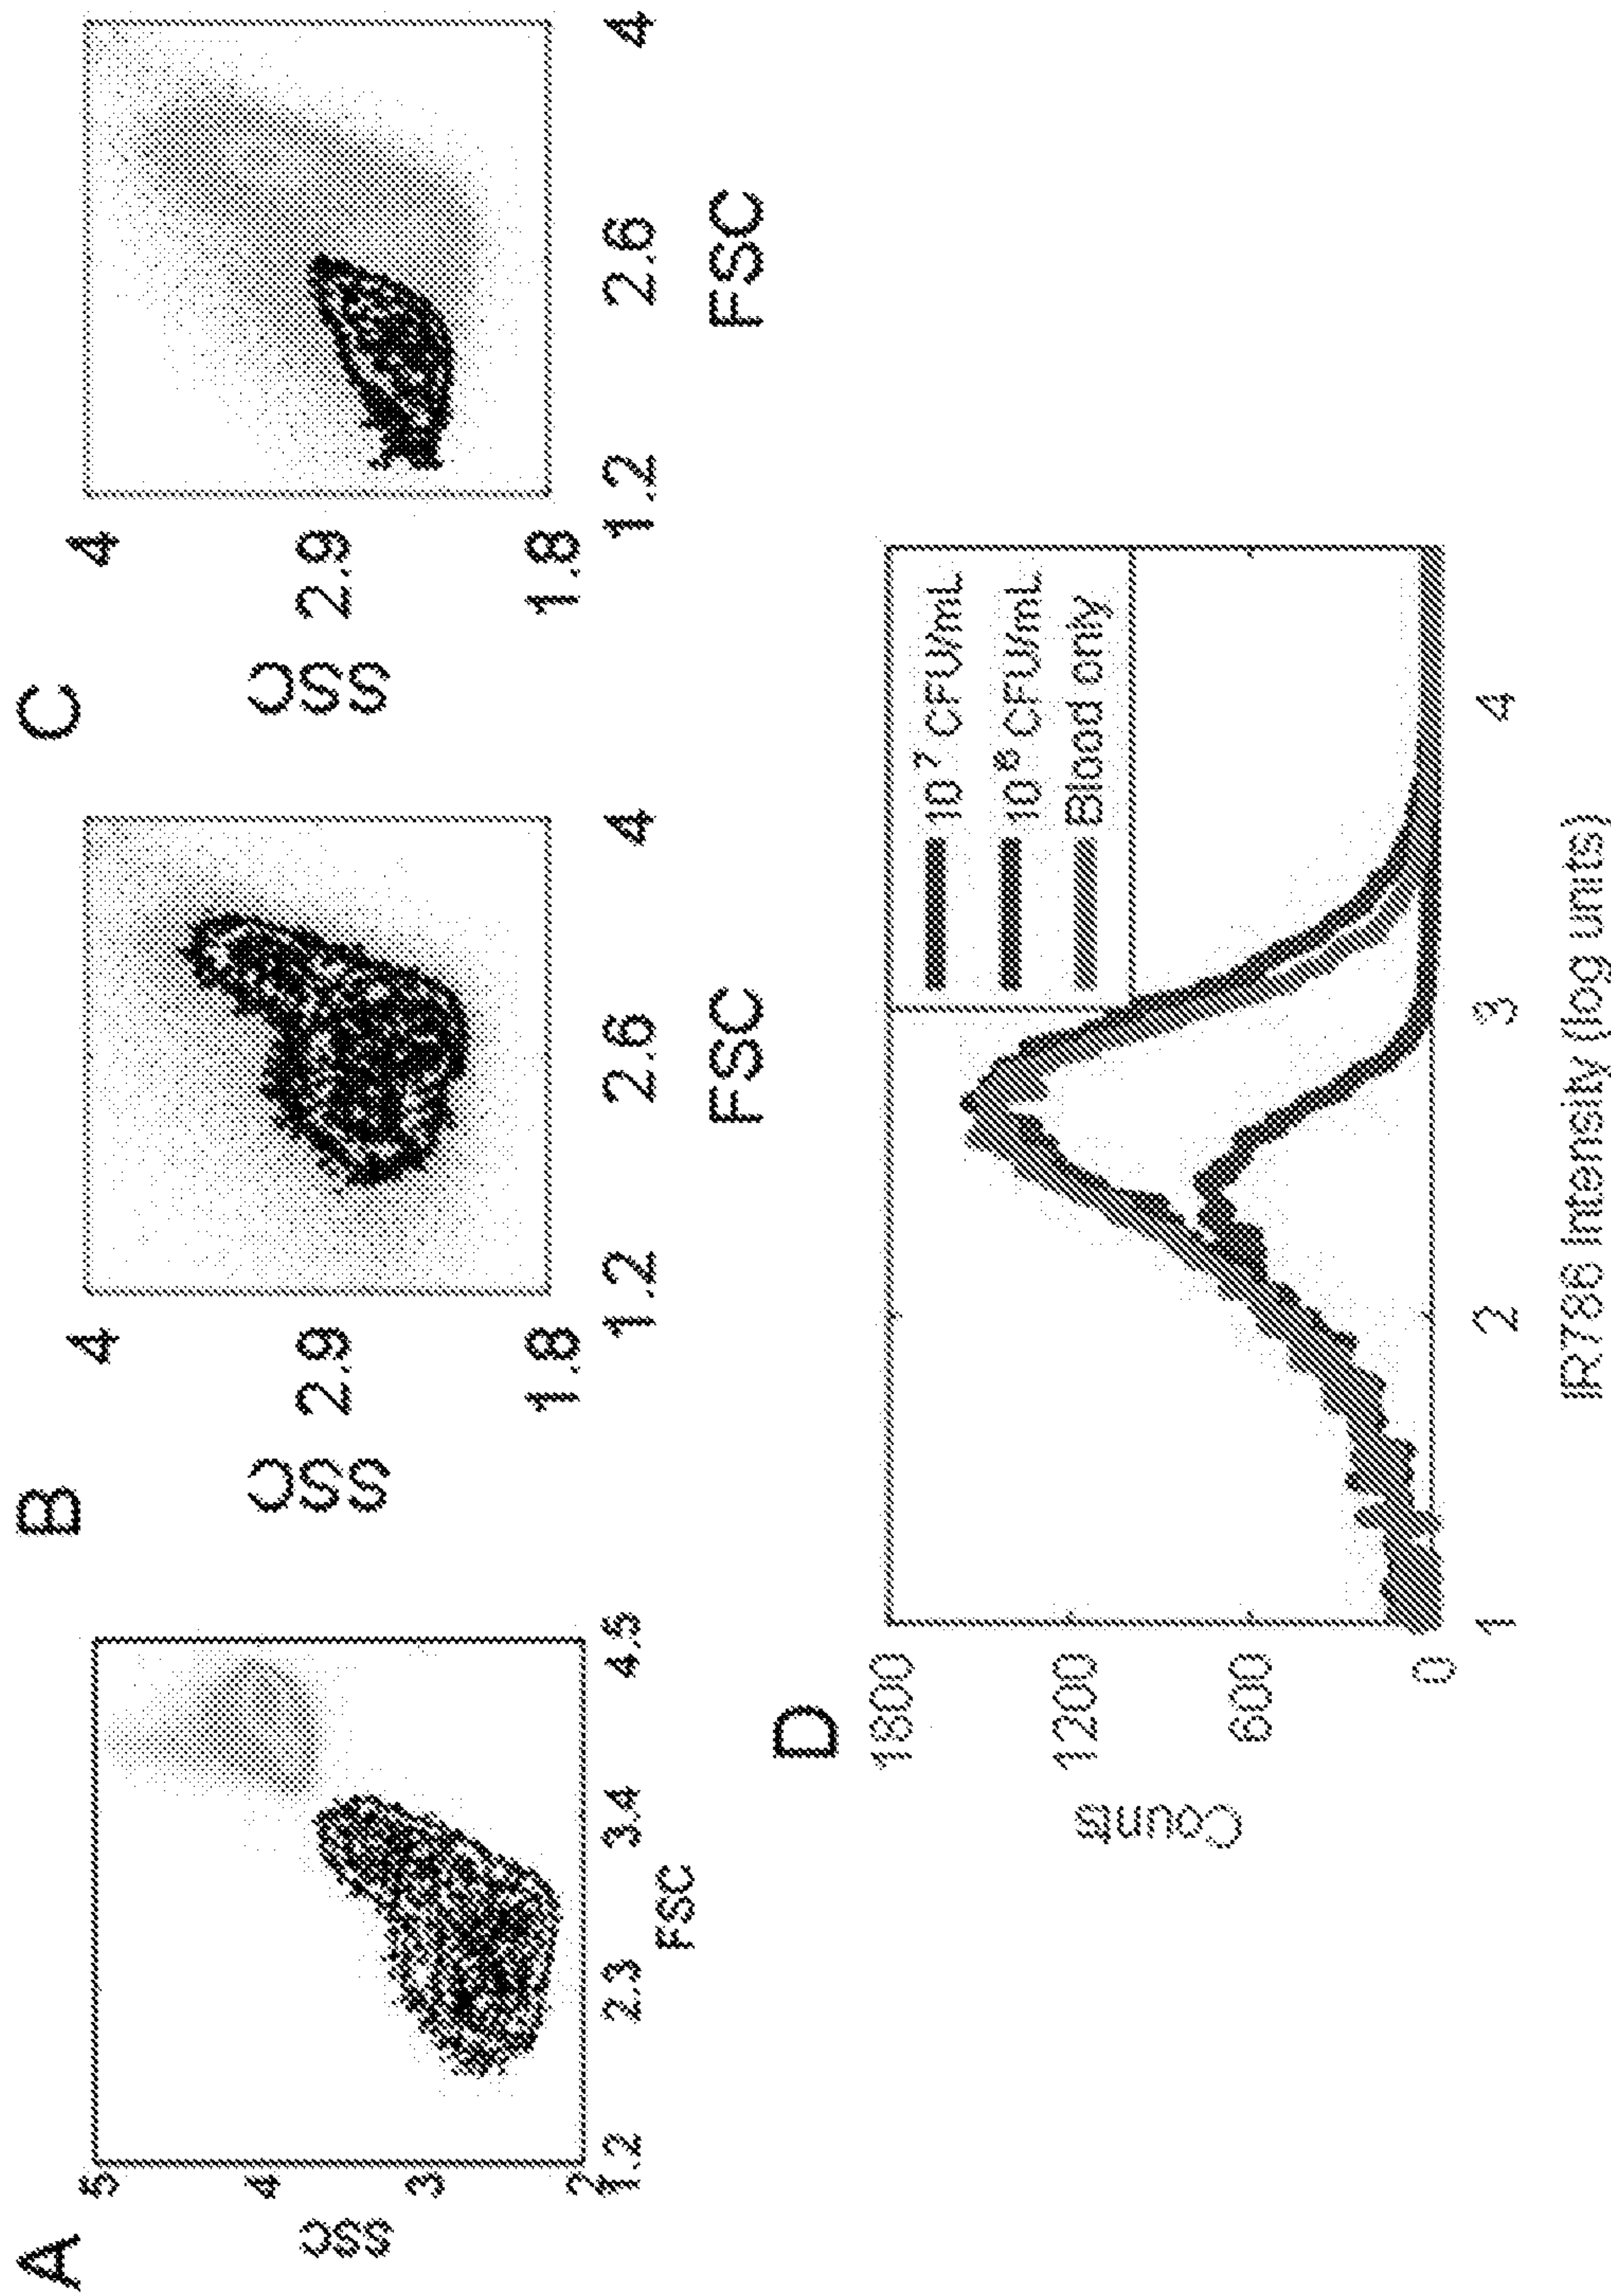 A
SSC
5
4
3
2
1.2
2.3
3.4
4.5
FSC
B
SSC
4
2.9
1.8
1.2
2.6
4
FSC
C
SSC
4
2.9
1.8
1.2
2.6
4
FSC
D
Counts
1800
1200
600
0
1
2
3
4
IR786 Intensity (log units)
10⁷ CFU/mL
10⁶ CFU/mL
Blood only